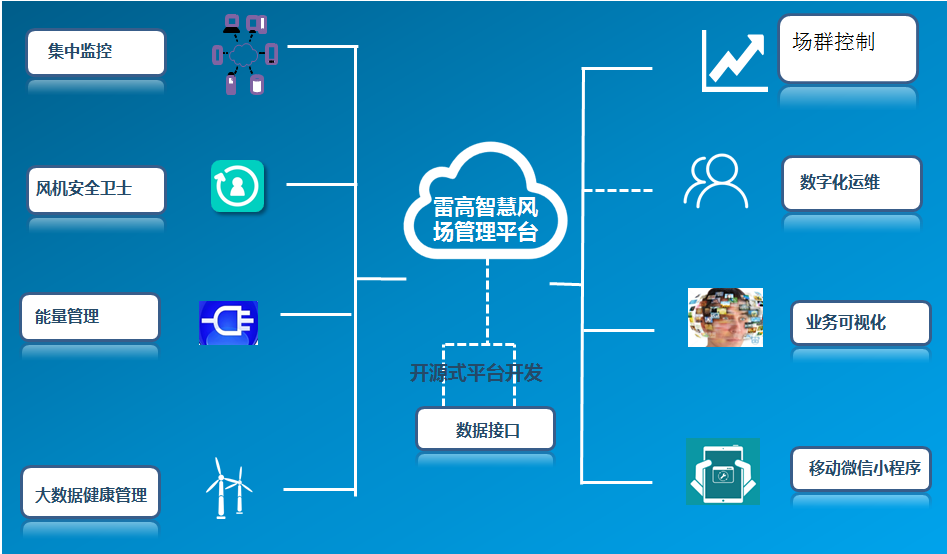 集中监控
场群控制
风机安全卫士
数字化运维
雷高智慧风
场管理平台
能量管理
业务可视化
开源式平台开发
数据接口
大数据健康管理
移动微信小程序